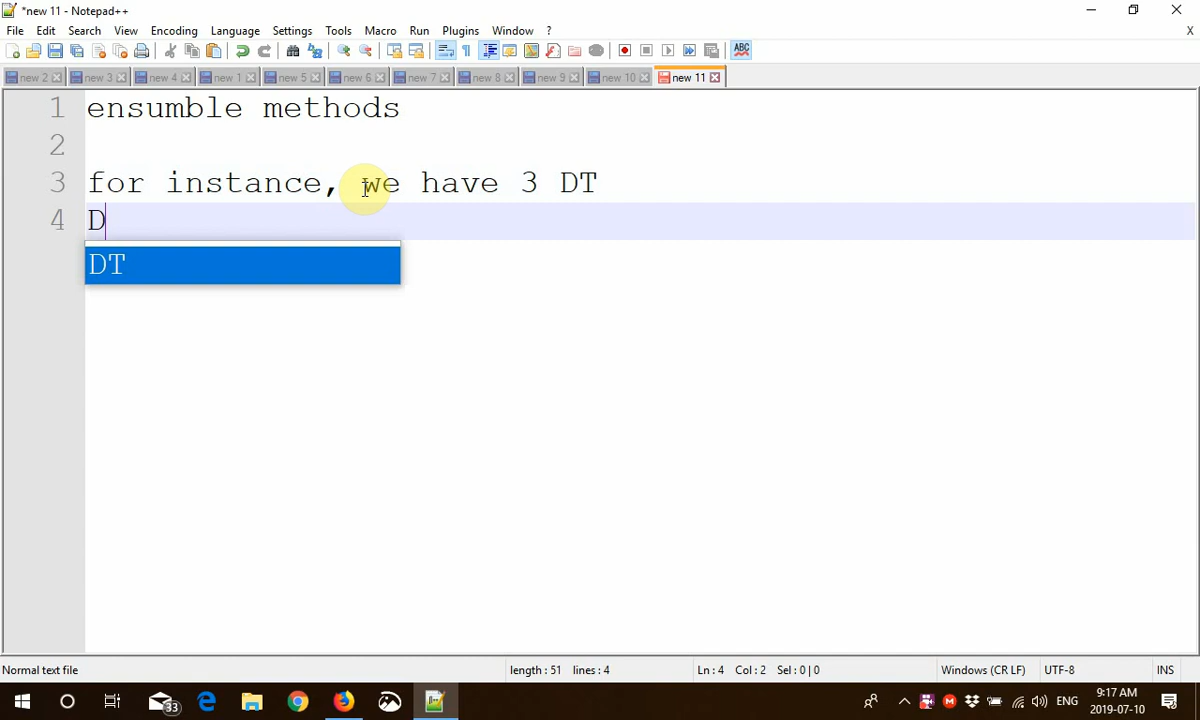 *new 11 - Notepad++
File Edit Search View Encoding Language Settings Tools Macro Run Plugins Window ? X
ABC
new 2 new 3 new 4 new 1 new 5 new 6 new 7 new 8 new 9 new 10 new 11
1 ensumble methods
2
3 for instance, we have 3 DT
4 D
DT
Normal text file length : 51 lines : 4 Ln : 4 Col : 2 Sel : 0 | 0 Windows (CR LF) UTF-8 INS
33 ENG 9:17 AM
2019-07-10